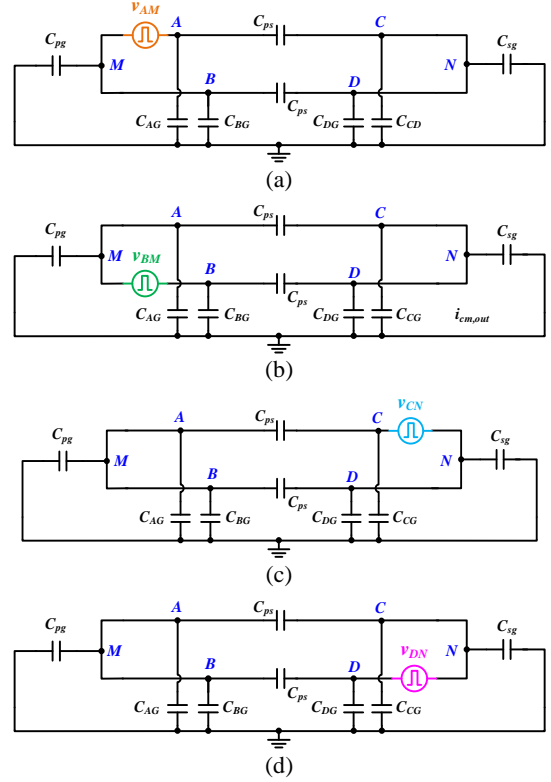 v_AM
A
C_ps
C
C_pg
C_sg
M
N
B
D
C_ps
C_AG
C_BG
C_DG
C_CD
(a)
A
C_ps
C
C_pg
C_sg
M
v_BM
B
D
N
C_ps
C_AG
C_BG
C_DG
C_CG
i_cm,out
(b)
v_CN
A
C_ps
C
C_pg
C_sg
M
N
B
D
C_ps
C_AG
C_BG
C_DG
C_CG
(c)
A
C_ps
C
C_pg
C_sg
M
v_DN
N
B
D
C_ps
C_AG
C_BG
C_DG
C_CG
(d)